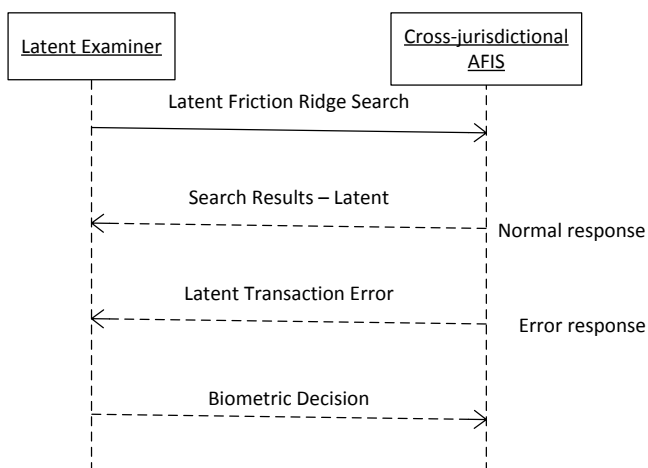 Latent Examiner
Cross-jurisdictional
AFIS
Latent Friction Ridge Search
Search Results – Latent
Normal response
Latent Transaction Error
Error response
Biometric Decision